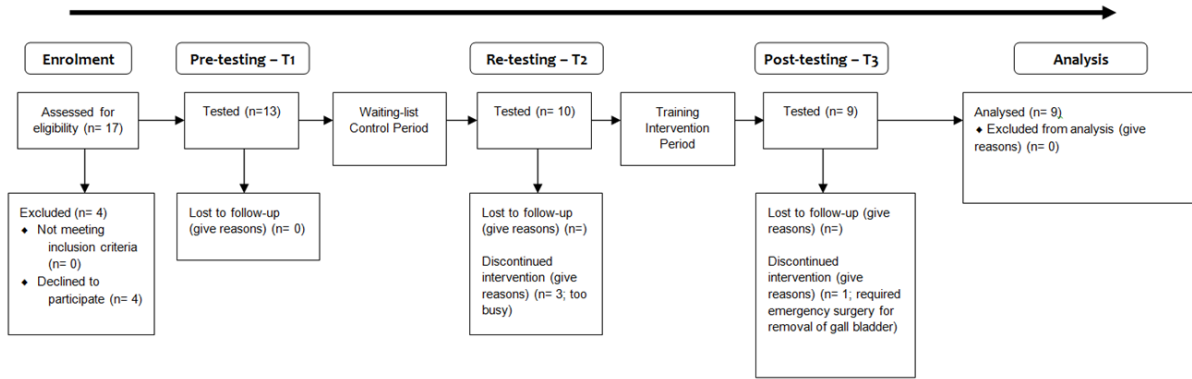 Enrolment
Pre-testing – T1
Re-testing – T2
Post-testing – T3
Analysis
Assessed for
eligibility (n= 17)
Tested (n=13)
Waiting-list
Control Period
Tested (n= 10)
Training
Intervention
Period
Tested (n= 9)
Analysed (n= 9)
♦ Excluded from analysis (give
reasons) (n= 0)
Excluded (n= 4)
♦ Not meeting
inclusion criteria
(n= 0)
♦ Declined to
participate (n= 4)
Lost to follow-up
(give reasons) (n= 0)
Lost to follow-up
(give reasons) (n=)
Discontinued
intervention (give
reasons) (n= 3; too
busy)
Lost to follow-up (give
reasons) (n=)
Discontinued
intervention (give
reasons) (n= 1; required
emergency surgery for
removal of gall bladder)